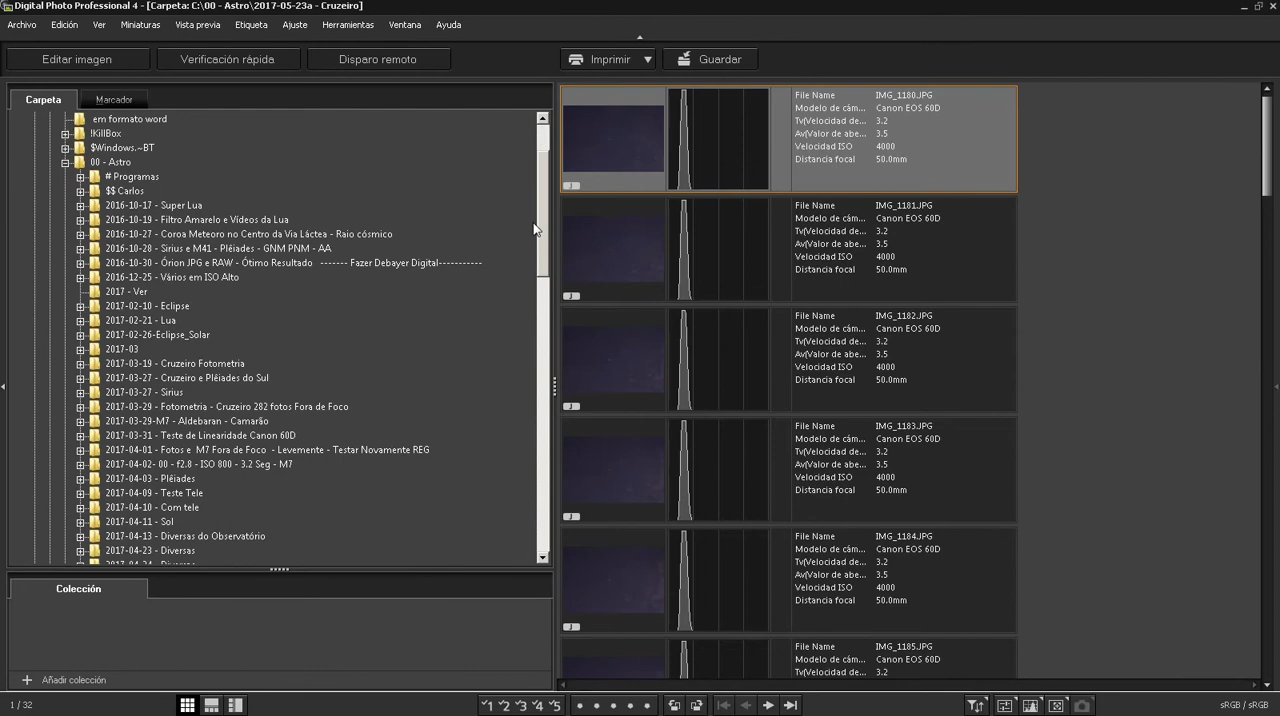 Digital Photo Professional 4 - [Carpeta: C:\00 - Astro\2017-05-23a - Cruzeiro]
Archivo Edición Ver Miniaturas Vista previa Etiqueta Ajuste Herramientas Ventana Ayuda
Editar imagen Verificación rápida Disparo remoto Imprimir Guardar
Carpeta Marcador
em formato word
!KillBox
$Windows.~BT
00 - Astro
# Programas
$$ Carlos
2016-10-17 - Super Lua
2016-10-19 - Filtro Amarelo e Vídeos da Lua
2016-10-27 - Coroa Meteoro no Centro da Via Láctea - Raio cósmico
2016-10-28 - Sirius e M41 - Plêiades - GNM PNM - AA
2016-10-30 - Órion JPG e RAW - Ótimo Resultado ------- Fazer Debayer Digital-----------
2016-12-25 - Vários em ISO Alto
2017 - Ver
2017-02-10 - Eclipse
2017-02-21 - Lua
2017-02-26-Eclipse_Solar
2017-03
2017-03-19 - Cruzeiro Fotometria
2017-03-27 - Cruzeiro e Plêiades do Sul
2017-03-27 - Sirius
2017-03-29 - Fotometria - Cruzeiro 282 fotos Fora de Foco
2017-03-29-M7 - Aldebaran - Camarão
2017-03-31 - Teste de Linearidade Canon 60D
2017-04-01 - Fotos e M7 Fora de Foco - Levemente - Testar Novamente REG
2017-04-02- 00 - f2.8 - ISO 800 - 3.2 Seg - M7
2017-04-03 - Plêiades
2017-04-09 - Teste Tele
2017-04-10 - Com tele
2017-04-11 - Sol
2017-04-13 - Diversas do Observatório
2017-04-23 - Diversas
2017-04-24 - Diversas
Colección
Añadir colección
File Name IMG_1180.JPG
Modelo de cám... Canon EOS 60D
Tv(Velocidad de... 3.2
Av(Valor de abe... 3.5
Velocidad ISO 4000
Distancia focal 50.0mm
File Name IMG_1181.JPG
Modelo de cám... Canon EOS 60D
Tv(Velocidad de... 3.2
Av(Valor de abe... 3.5
Velocidad ISO 4000
Distancia focal 50.0mm
File Name IMG_1182.JPG
Modelo de cám... Canon EOS 60D
Tv(Velocidad de... 3.2
Av(Valor de abe... 3.5
Velocidad ISO 4000
Distancia focal 50.0mm
File Name IMG_1183.JPG
Modelo de cám... Canon EOS 60D
Tv(Velocidad de... 3.2
Av(Valor de abe... 3.5
Velocidad ISO 4000
Distancia focal 50.0mm
File Name IMG_1184.JPG
Modelo de cám... Canon EOS 60D
Tv(Velocidad de... 3.2
Av(Valor de abe... 3.5
Velocidad ISO 4000
Distancia focal 50.0mm
File Name IMG_1185.JPG
Modelo de cám... Canon EOS 60D
Tv(Velocidad de... 3.2
1 / 32 1 2 3 4 5 sRGB / sRGB